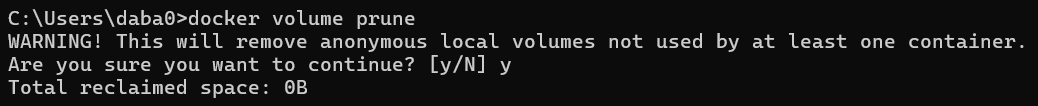 C:\Users\daba0>docker volume prune
WARNING! This will remove anonymous local volumes not used by at least one container.
Are you sure you want to continue? [y/N] y
Total reclaimed space: 0B